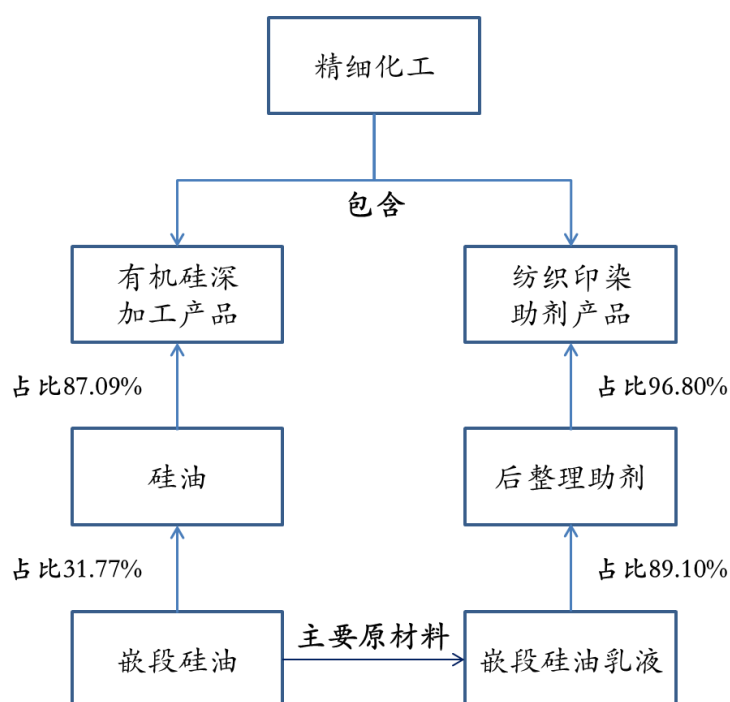 精细化工
包含
有机硅深
加工产品
纺织印染
助剂产品
占比87.09%
占比96.80%
硅油
后整理助剂
占比31.77%
占比89.10%
嵌段硅油
主要原材料
嵌段硅油乳液